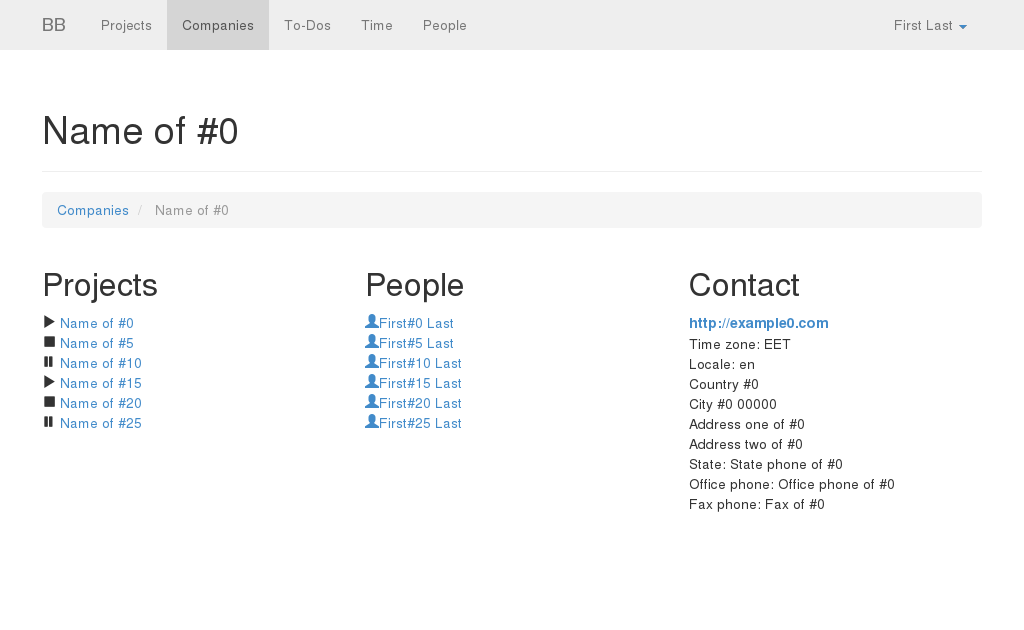 BB Projects Companies To-Dos Time People First Last
Name of #0
Companies / Name of #0
Projects
Name of #0
Name of #5
Name of #10
Name of #15
Name of #20
Name of #25
People
First#0 Last
First#5 Last
First#10 Last
First#15 Last
First#20 Last
First#25 Last
Contact
http://example0.com
Time zone: EET
Locale: en
Country #0
City #0 00000
Address one of #0
Address two of #0
State: State phone of #0
Office phone: Office phone of #0
Fax phone: Fax of #0